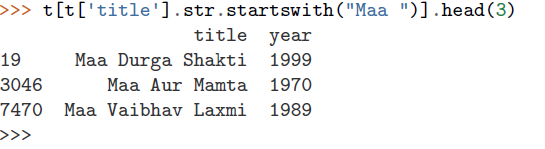 >>> t[t['title'].str.startswith("Maa ")].head(3)
                  title  year
19     Maa Durga Shakti  1999
3046      Maa Aur Mamta  1970
7470  Maa Vaibhav Laxmi  1989
>>>